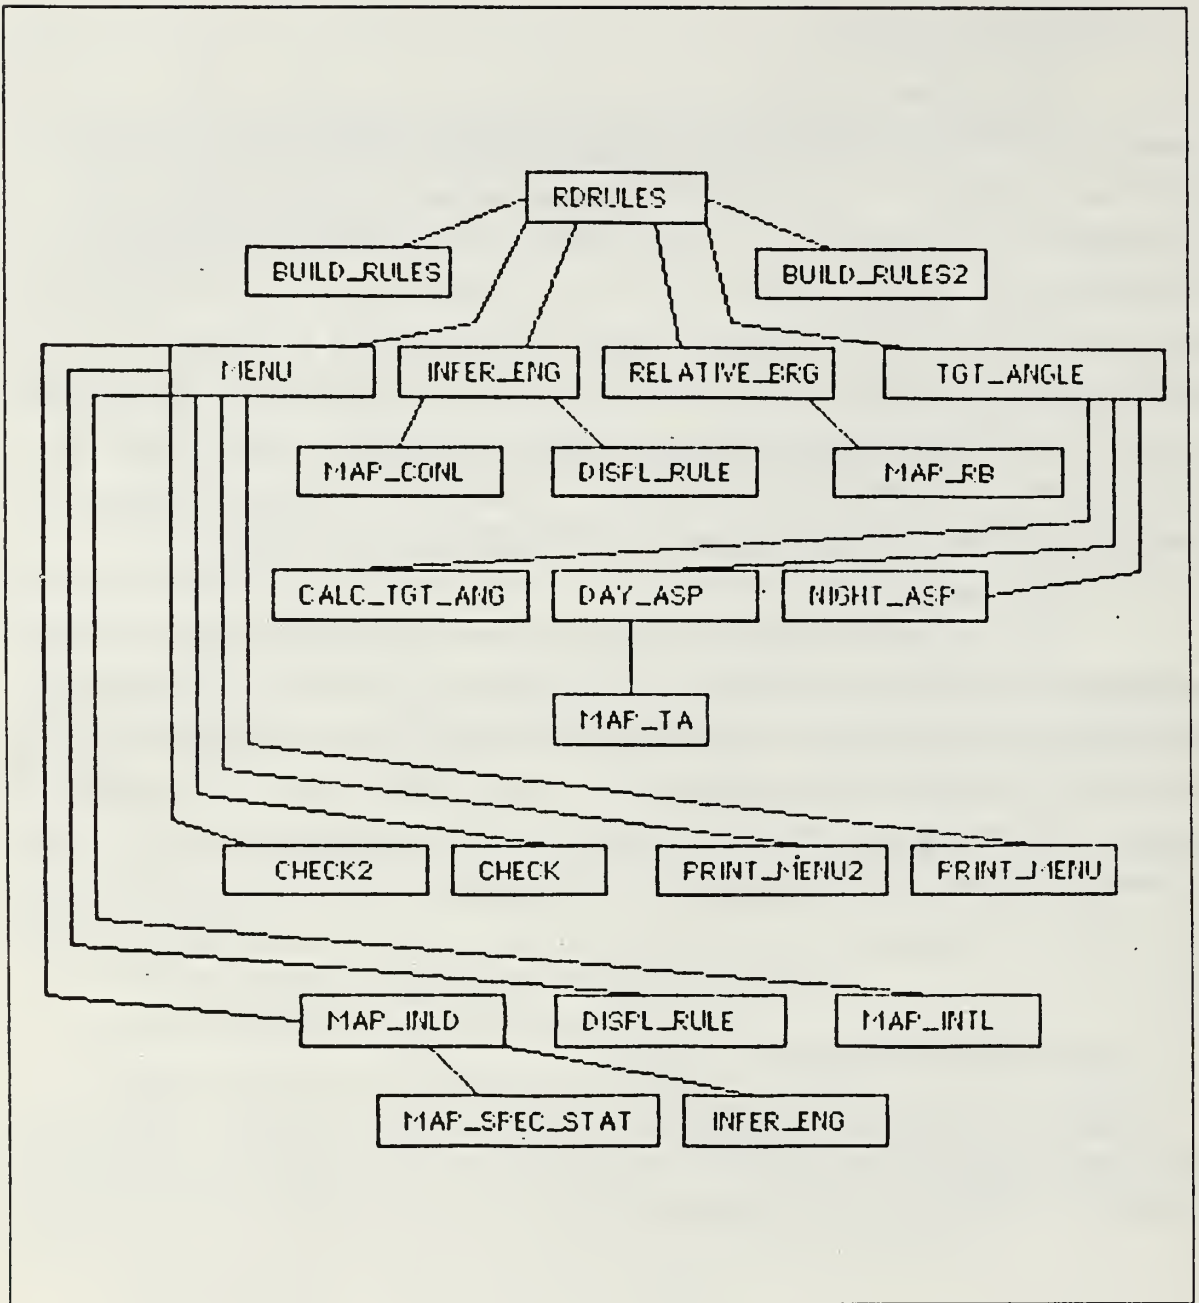 RDRULES
BUILD_RULES
BUILD_RULES2
MENU
INFER_ENG
RELATIVE_BRG
TGT_ANGLE
MAP_CONL
DISPL_RULE
MAP_RB
CALC_TGT_ANG
DAY_ASP
NIGHT_ASP
MAP_TA
CHECK2
CHECK
PRINT_MENU2
PRINT_MENU
MAP_INLD
DISPL_RULE
MAP_INTL
MAP_SPEC_STAT
INFER_ENG